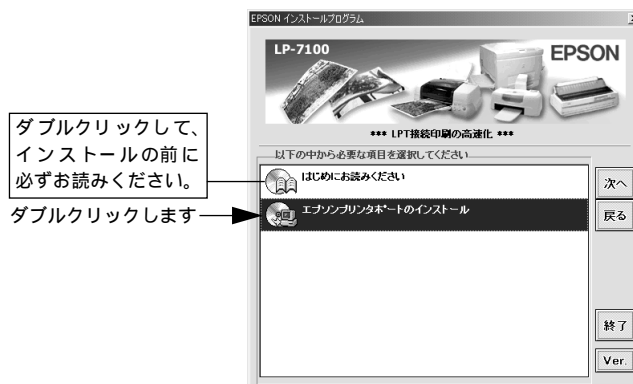 EPSON インストールプログラム
LP-7100
EPSON
*** LPT接続印刷の高速化 ***
以下の中から必要な項目を選択してください
ダブルクリックして、
インストールの前に
必ずお読みください。
はじめにお読みください
次へ
ダブルクリックします
エプソンプリンタポートのインストール
戻る
終了
Ver.